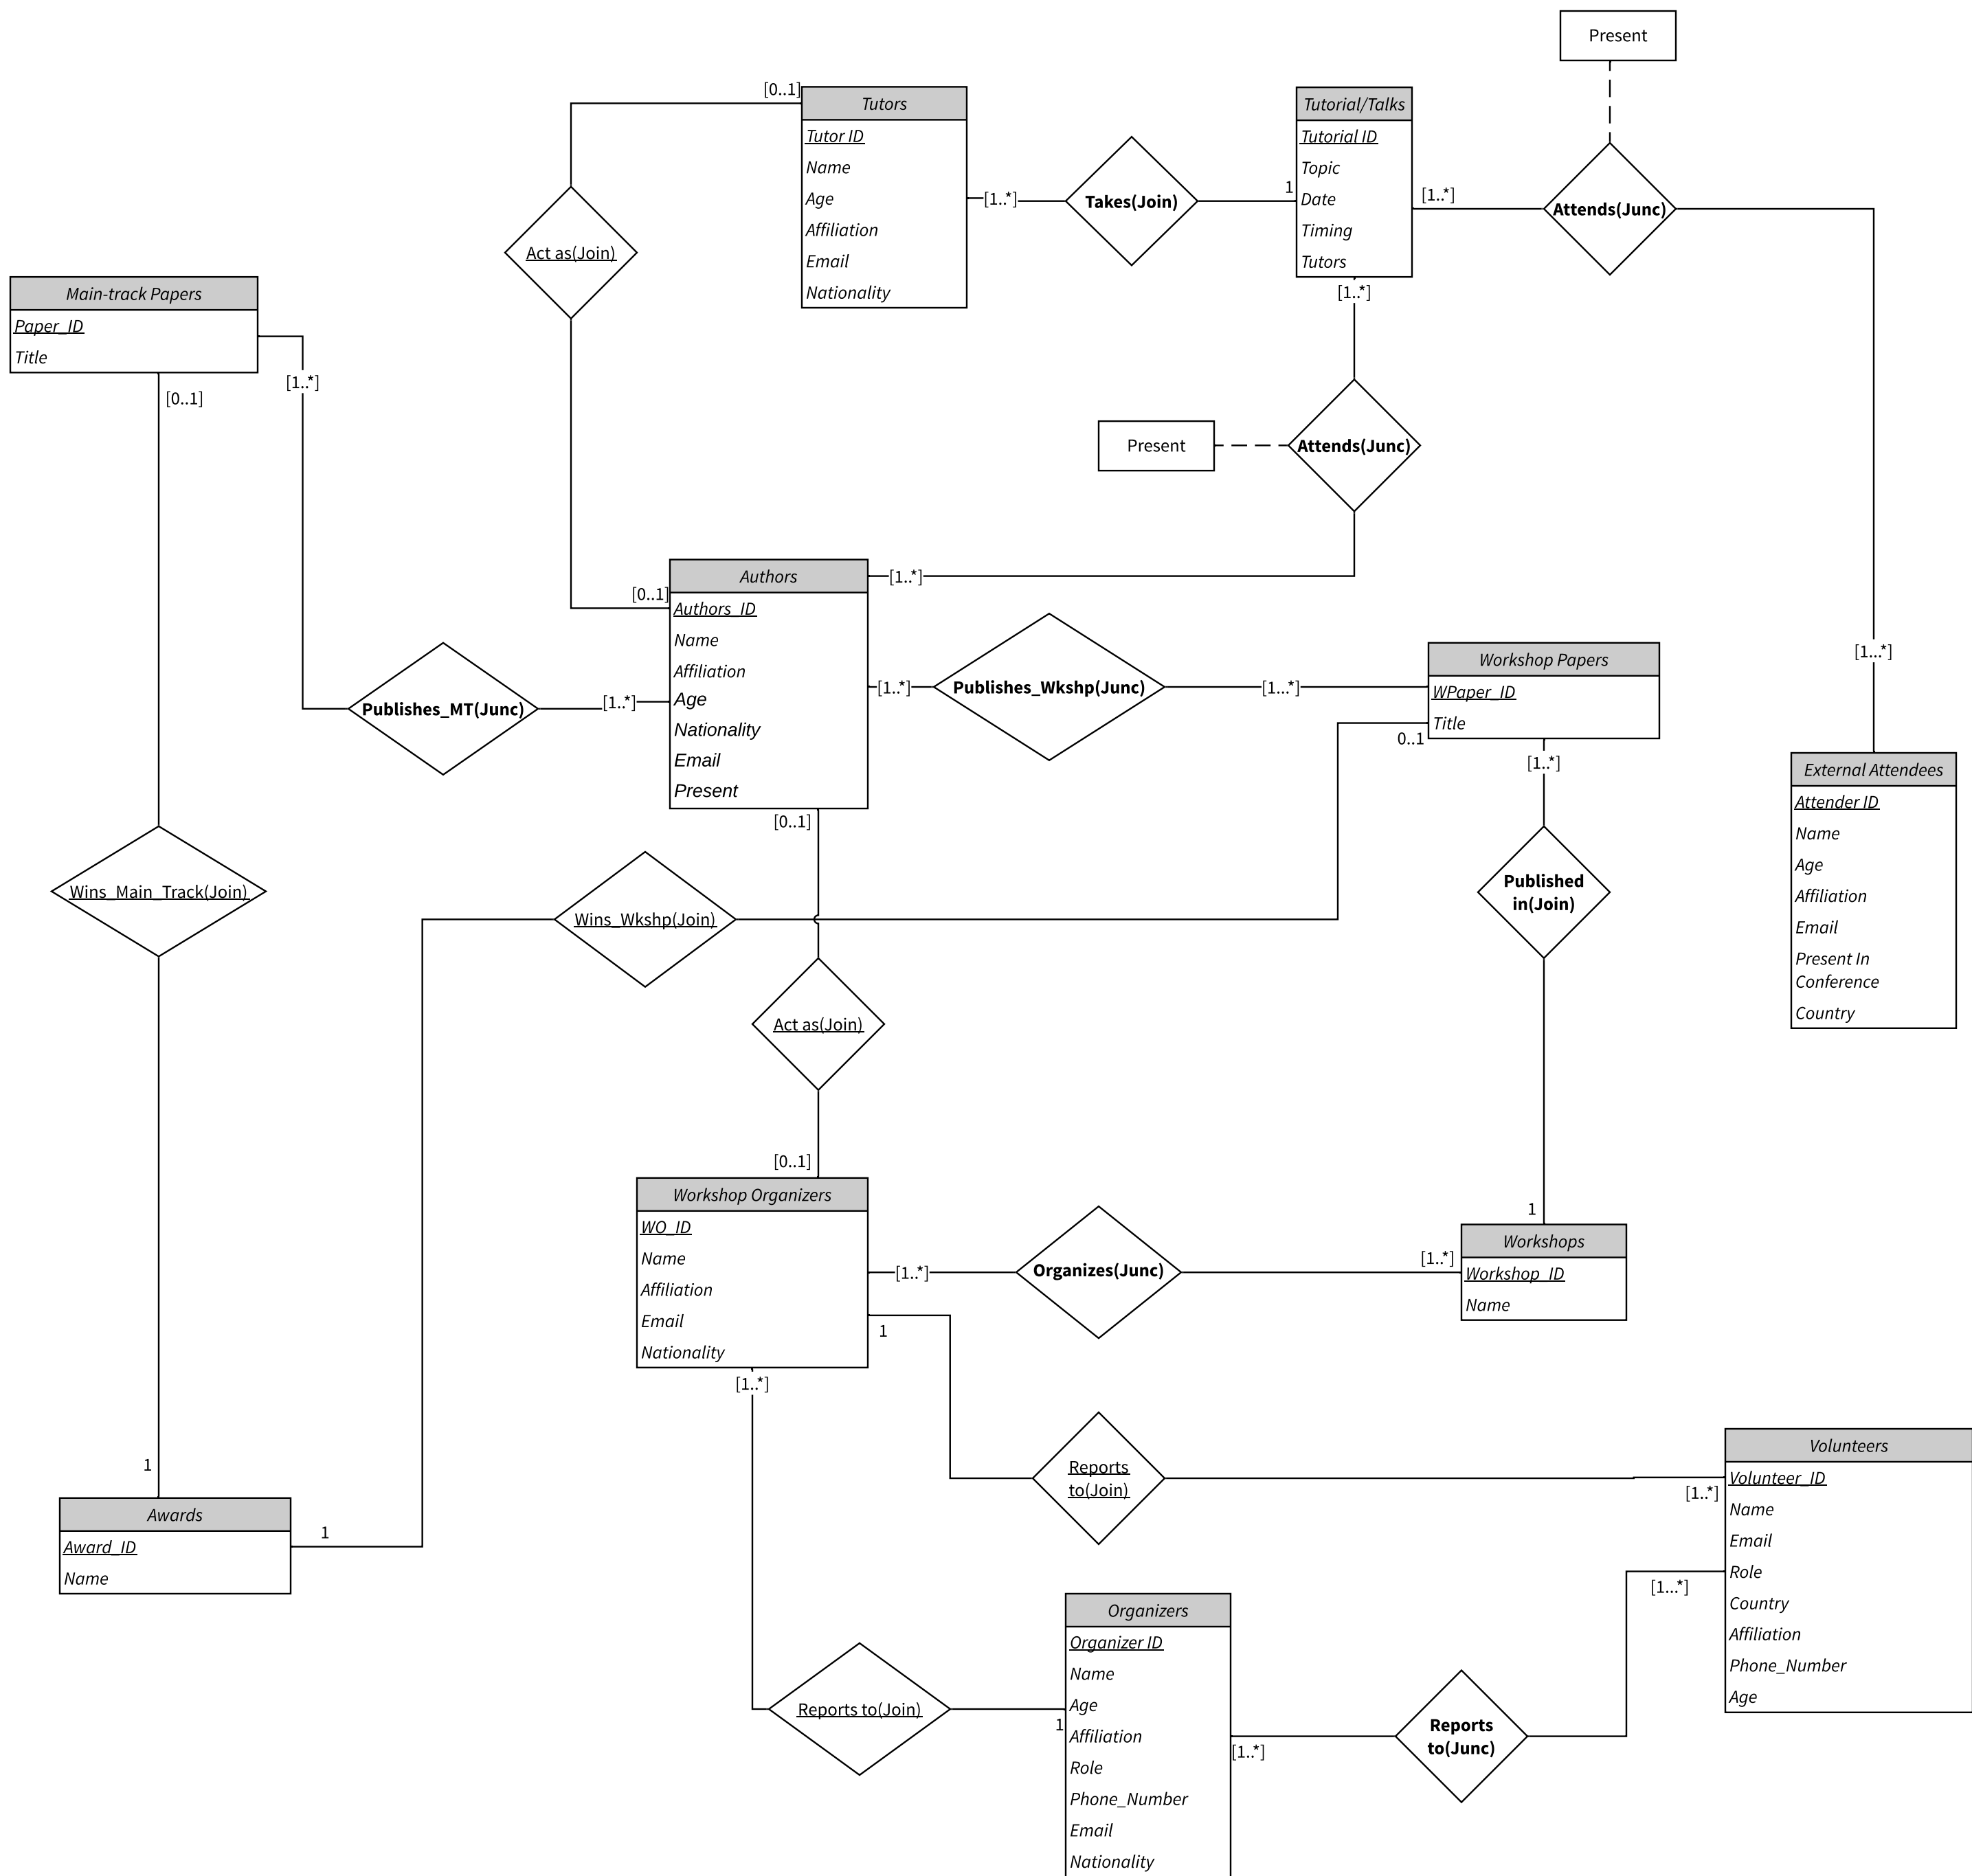 Present
[0..1]
Tutors
Tutor ID
Name
Age
Affiliation
Email
Nationality
[1..*]
Takes(Join)
1
Tutorial/Talks
Tutorial ID
Topic
Date
Timing
Tutors
[1..*]
Attends(Junc)
[1..*]
Act as(Join)
Main-track Papers
Paper_ID
Title
[1..*]
[0..1]
Present
Attends(Junc)
[0..1]
Authors
Authors_ID
Name
Affiliation
Age
Nationality
Email
Present
[1..*]
[1..*]
Publishes_Wkshp(Junc)
[1...*]
Workshop Papers
WPaper_ID
Title
0..1
[1..*]
[1...*]
Publishes_MT(Junc)
[1..*]
External Attendees
Attender ID
Name
Age
Affiliation
Email
Present In
Conference
Country
[0..1]
Wins_Main_Track(Join)
Wins_Wkshp(Join)
Published
in(Join)
Act as(Join)
[0..1]
Workshop Organizers
WO_ID
Name
Affiliation
Email
Nationality
[1..*]
Organizes(Junc)
[1..*]
1
Workshops
Workshop_ID
Name
1
[1..*]
Reports
to(Join)
[1..*]
Volunteers
Volunteer_ID
Name
Email
Role
Country
Affiliation
Phone_Number
Age
1
Awards
Award_ID
Name
1
[1...*]
Reports to(Join)
1
Organizers
Organizer ID
Name
Age
Affiliation
Role
Phone_Number
Email
Nationality
[1..*]
Reports
to(Junc)